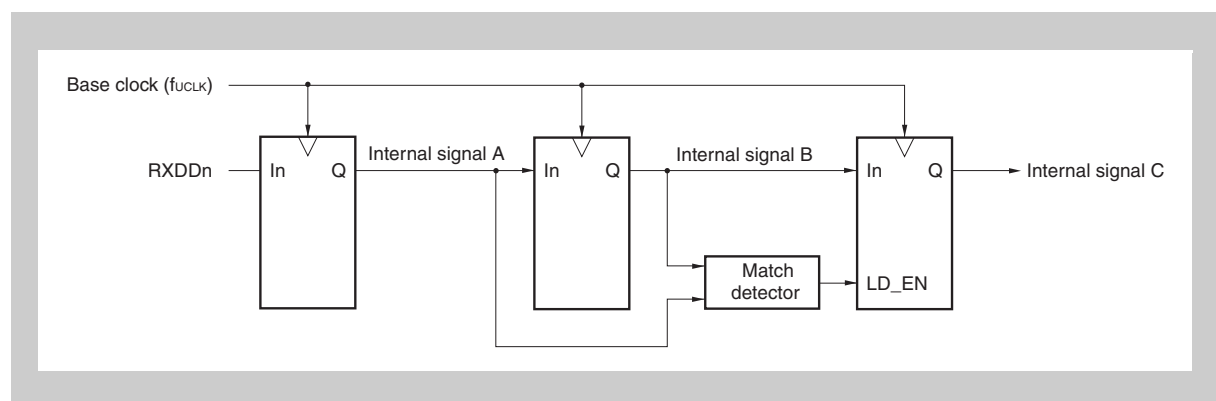 Base clock (fUCLK)
RXDDn
In
Q
Internal signal A
In
Q
Internal signal B
In
Q
Internal signal C
Match
detector
LD_EN